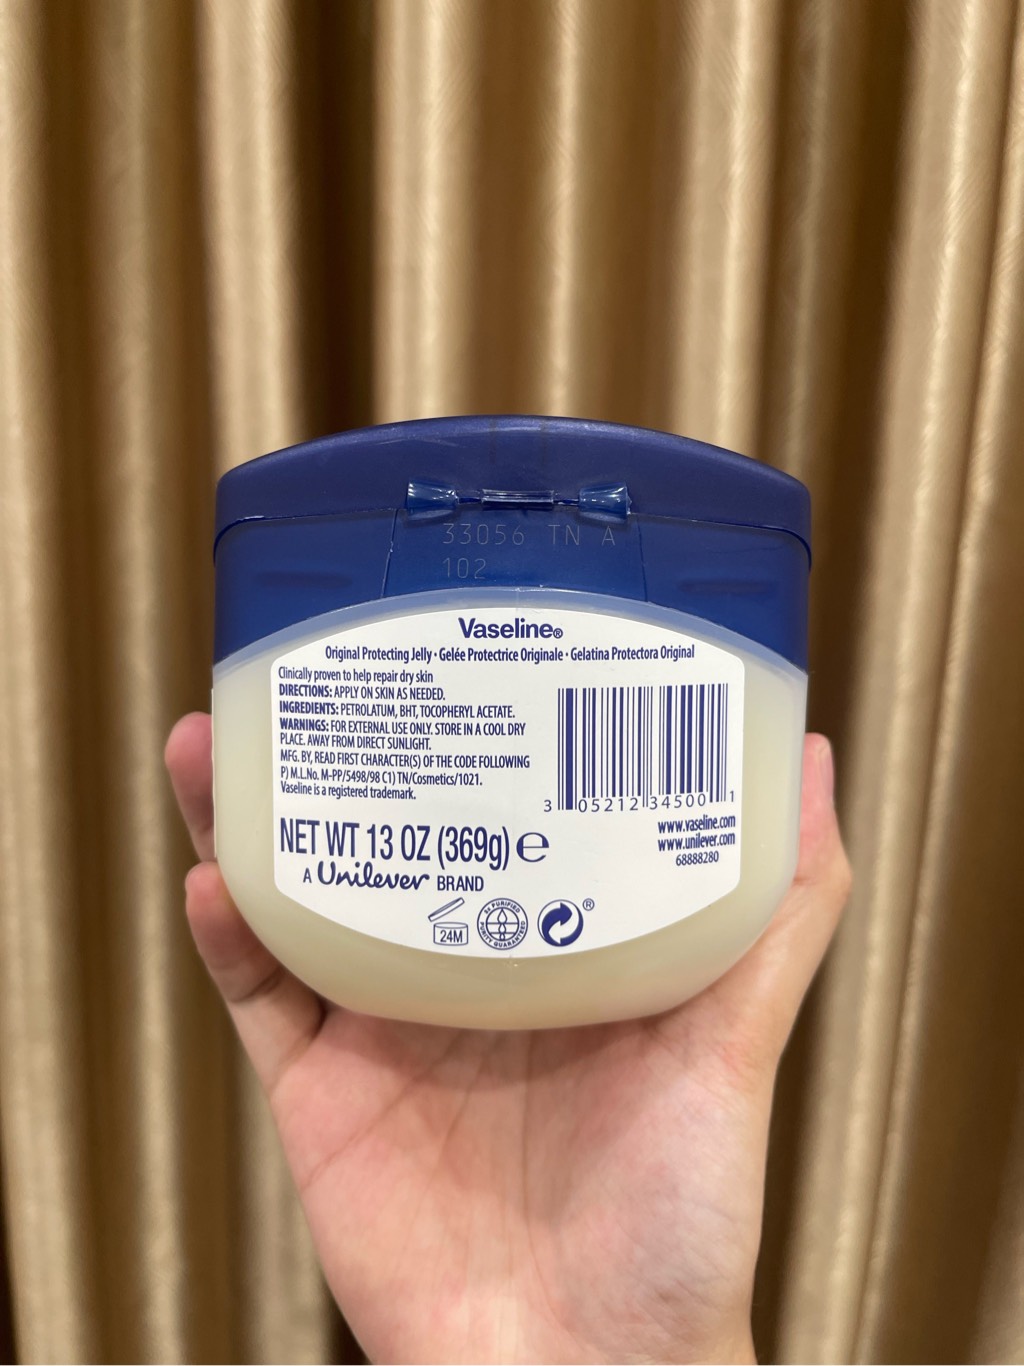 33056 TN A
102
Vaseline®
Original Protecting Jelly · Gelée Protectrice Originale · Gelatina Protectora Original
Clinically proven to help repair dry skin
DIRECTIONS: APPLY ON SKIN AS NEEDED.
INGREDIENTS: PETROLATUM, BHT, TOCOPHERYL ACETATE.
WARNINGS: FOR EXTERNAL USE ONLY. STORE IN A COOL DRY
PLACE. AWAY FROM DIRECT SUNLIGHT.
MFG. BY, READ FIRST CHARACTER(S) OF THE CODE FOLLOWING
P) M.L.No. M-PP/5498/98 C1) TN/Cosmetics/1021.
Vaseline is a registered trademark.
3 05212 34500 1
NET WT 13 OZ (369g) ℮
A Unilever BRAND
www.vaseline.com
www.unilever.com
68888280
24M
3x PURIFIED
PURITY GUARANTEED
®